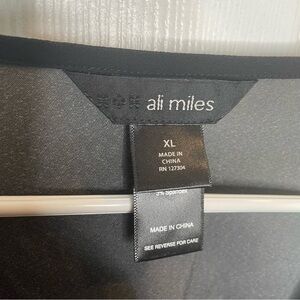 ali miles
XL
MADE IN
CHINA
RN 127304
MADE IN CHINA
SEE REVERSE FOR CARE